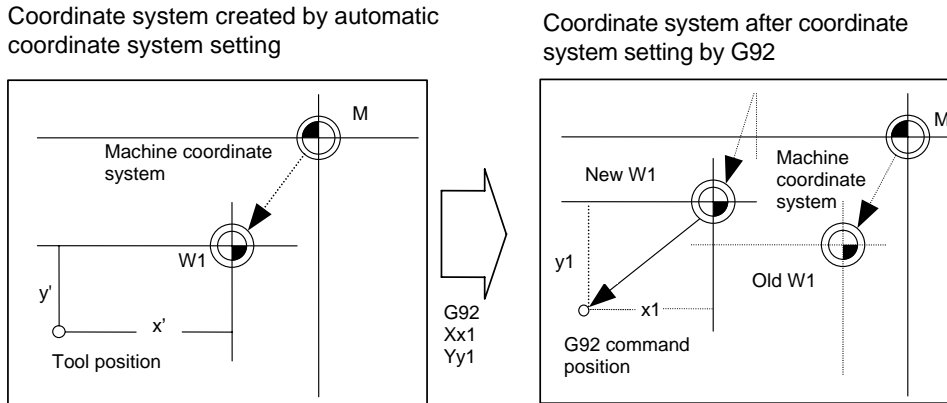 Coordinate system created by automatic
coordinate system setting
M
Machine coordinate
system
W1
y'
x'
Tool position
G92
Xx1
Yy1
Coordinate system after coordinate
system setting by G92
M
New W1
Machine
coordinate
system
y1
x1
Old W1
G92 command
position